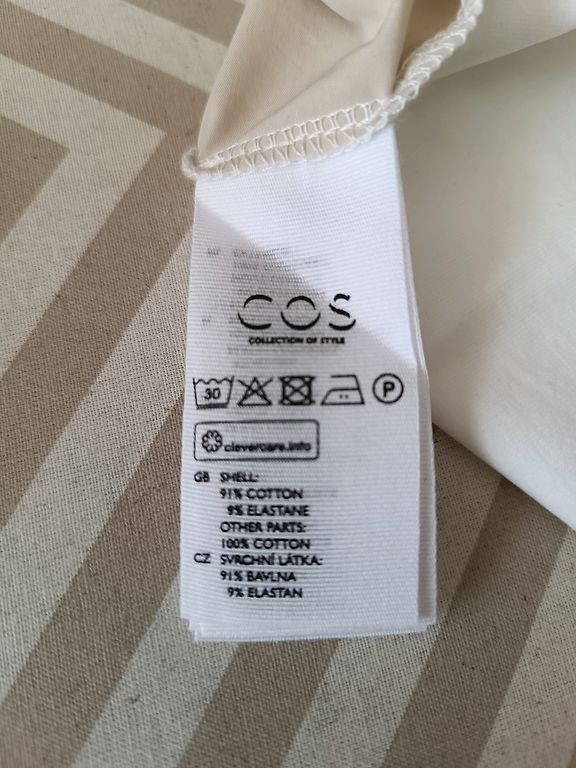 COS
COLLECTION OF STYLE
30
P
clevercare.info
GB SHELL:
91% COTTON
9% ELASTANE
OTHER PARTS:
100% COTTON
CZ SVRCHNÍ LÁTKA:
91% BAVLNA
9% ELASTAN